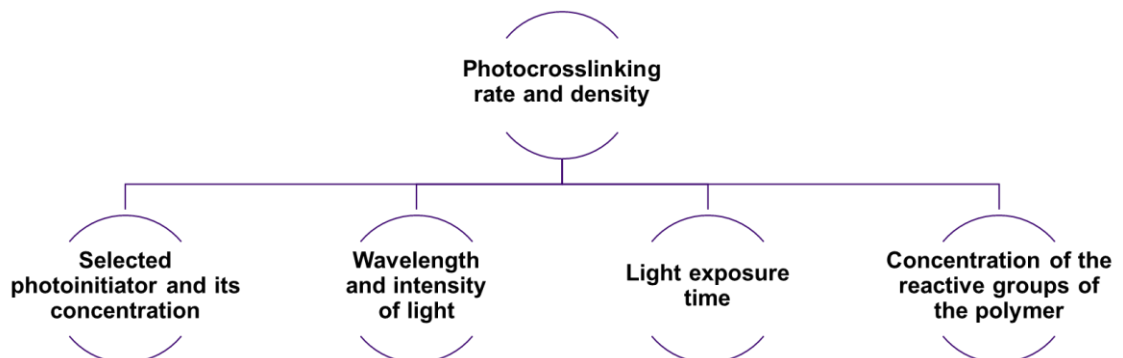 Photocrosslinking
rate and density
Selected
photoinitiator and its
concentration
Wavelength
and intensity
of light
Light exposure
time
Concentration of the
reactive groups of
the polymer